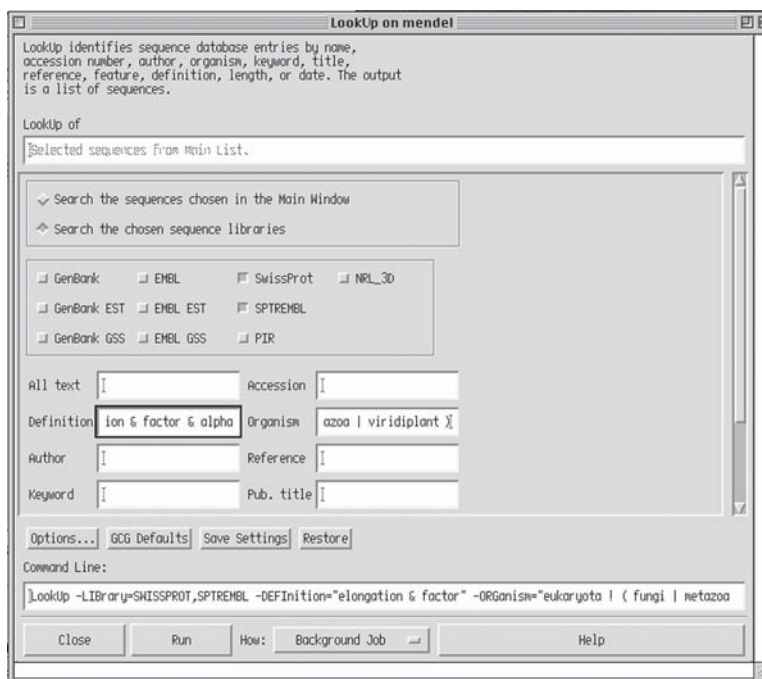 LookUp on mendel
LookUp identifies sequence database entries by name,
accession number, author, organism, keyword, title,
reference, feature, definition, length, or date. The output
is a list of sequences.
LookUp of
Selected sequences from Main List.
Search the sequences chosen in the Main Window
Search the chosen sequence libraries
GenBank EMBL SwissProt NRL_3D
GenBank EST EMBL EST SPTREMBL
GenBank GSS EMBL GSS PIR
All text Accession
Definition ion & factor & alpha Organism azoa | viridiplant )
Author Reference
Keyword Pub. title
Options... GCG Defaults Save Settings Restore
Command Line:
LookUp -LIBrary=SWISSPROT,SPTREMBL -DEFInition="elongation & factor" -ORGanism="eukaryota ! ( fungi | metazoa
Close Run How: Background Job Help